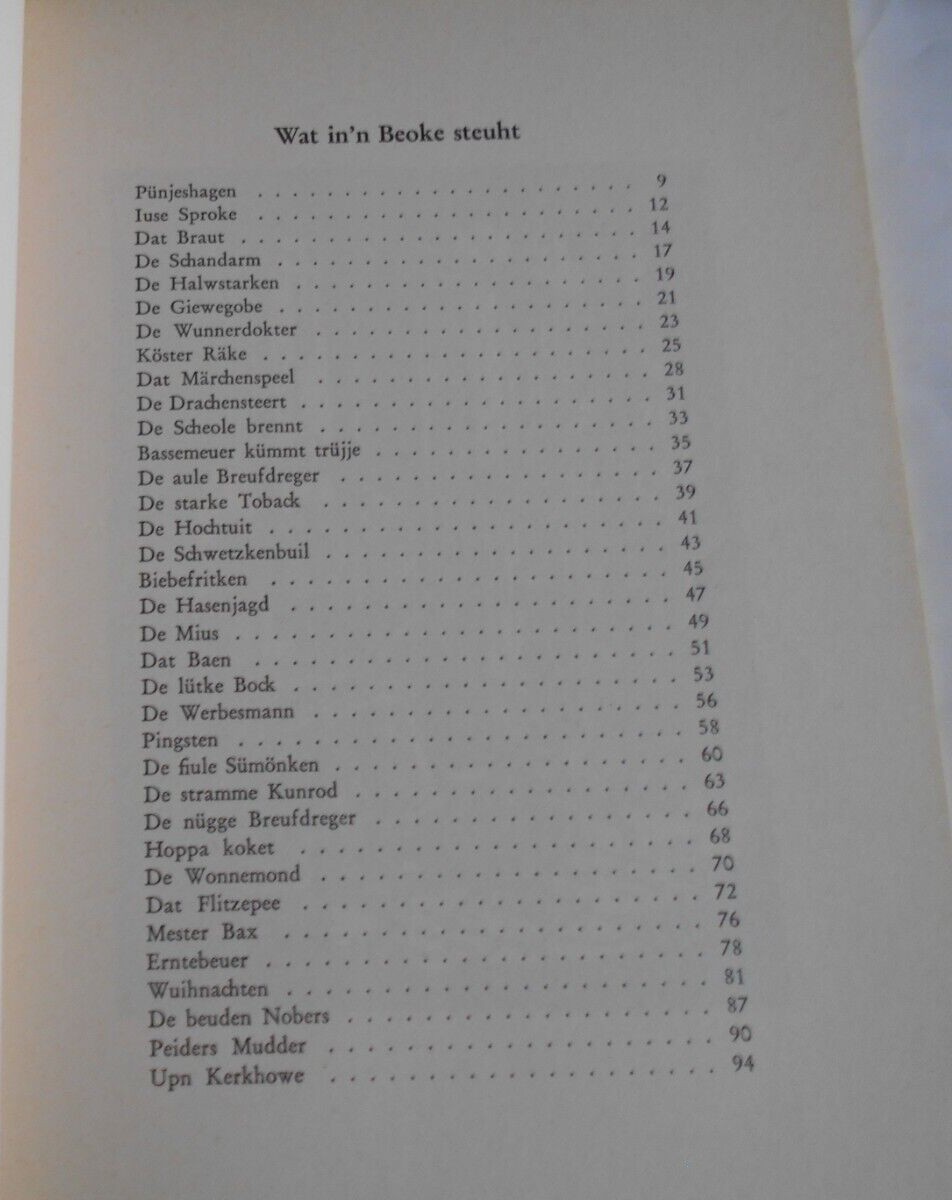 Wat in'n Beoke steuht
Pünjeshagen . . . . . . . . . . . . . . . . . . . . . . 9
Iuse Sproke . . . . . . . . . . . . . . . . . . . . . . 12
Dat Braut . . . . . . . . . . . . . . . . . . . . . . 14
De Schandarm . . . . . . . . . . . . . . . . . . . . 17
De Halwstarken . . . . . . . . . . . . . . . . . . . . 19
De Giewegobe . . . . . . . . . . . . . . . . . . . . 21
De Wunnerdokter . . . . . . . . . . . . . . . . . . . 23
Köster Räke . . . . . . . . . . . . . . . . . . . . . . 25
Dat Märchenspeel . . . . . . . . . . . . . . . . . . . 28
De Drachensteert . . . . . . . . . . . . . . . . . . . . 31
De Scheole brennt . . . . . . . . . . . . . . . . . . . 33
Bassemeuer kümmt trüjje . . . . . . . . . . . . . . . . 35
De aule Breufdreger . . . . . . . . . . . . . . . . . . 37
De starke Toback . . . . . . . . . . . . . . . . . . . 39
De Hochtuit . . . . . . . . . . . . . . . . . . . . . 41
De Schwetzkenbuil . . . . . . . . . . . . . . . . . . . 43
Biebefritken . . . . . . . . . . . . . . . . . . . . . 45
De Hasenjagd . . . . . . . . . . . . . . . . . . . . 47
De Mius . . . . . . . . . . . . . . . . . . . . . . 49
Dat Baen . . . . . . . . . . . . . . . . . . . . . . 51
De lütke Bock . . . . . . . . . . . . . . . . . . . . 53
De Werbesmann . . . . . . . . . . . . . . . . . . . 56
Pingsten . . . . . . . . . . . . . . . . . . . . . . 58
De fiule Sümönken . . . . . . . . . . . . . . . . . . 60
De stramme Kunrod . . . . . . . . . . . . . . . . . 63
De nügge Breufdreger . . . . . . . . . . . . . . . . 66
Hoppa koket . . . . . . . . . . . . . . . . . . . . 68
De Wonnemond . . . . . . . . . . . . . . . . . . . 70
Dat Flitzepee . . . . . . . . . . . . . . . . . . . . 72
Mester Bax . . . . . . . . . . . . . . . . . . . . . 76
Erntebeuer . . . . . . . . . . . . . . . . . . . . . 78
Wuihnachten . . . . . . . . . . . . . . . . . . . . 81
De beuden Nobers . . . . . . . . . . . . . . . . . . 87
Peiders Mudder . . . . . . . . . . . . . . . . . . . 90
Upn Kerkhowe . . . . . . . . . . . . . . . . . . . 94